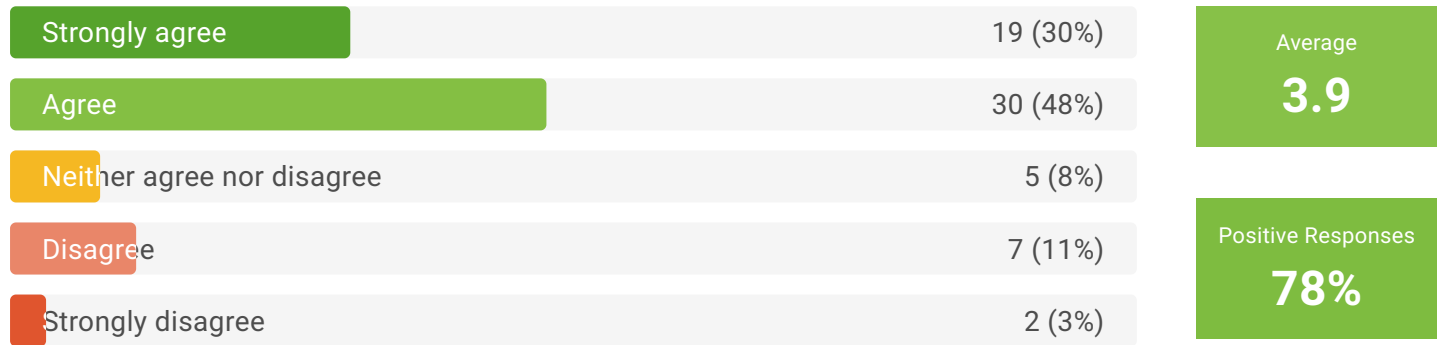 Strongly agree 19 (30%)
Agree 30 (48%)
Neither agree nor disagree 5 (8%)
Disagree 7 (11%)
Strongly disagree 2 (3%)
Average
3.9
Positive Responses
78%